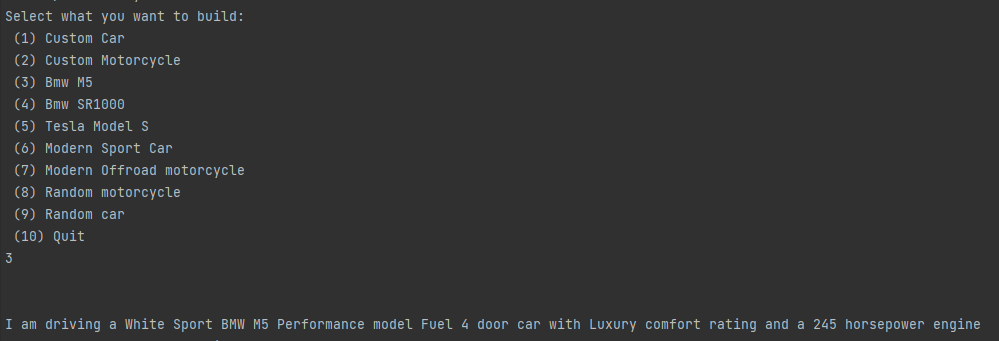 Select what you want to build:
(1) Custom Car
(2) Custom Motorcycle
(3) Bmw M5
(4) Bmw SR1000
(5) Tesla Model S
(6) Modern Sport Car
(7) Modern Offroad motorcycle
(8) Random motorcycle
(9) Random car
(10) Quit
3
I am driving a White Sport BMW M5 Performance model Fuel 4 door car with Luxury comfort rating and a 245 horsepower engine